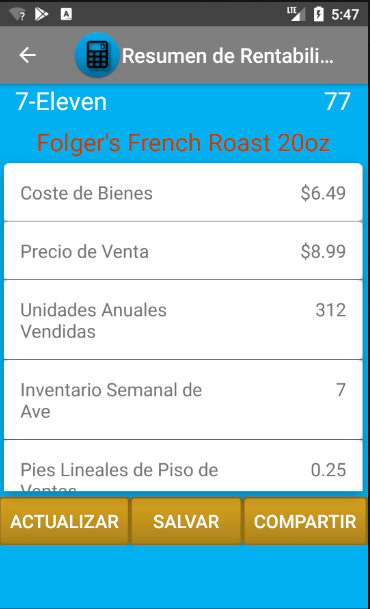 LTE 5:47
Resumen de Rentabili...
7-Eleven 77
Folger's French Roast 20oz
Coste de Bienes $6.49
Precio de Venta $8.99
Unidades Anuales 312
Vendidas
Inventario Semanal de 7
Ave
Pies Lineales de Piso de 0.25
Ventas
ACTUALIZAR SALVAR COMPARTIR